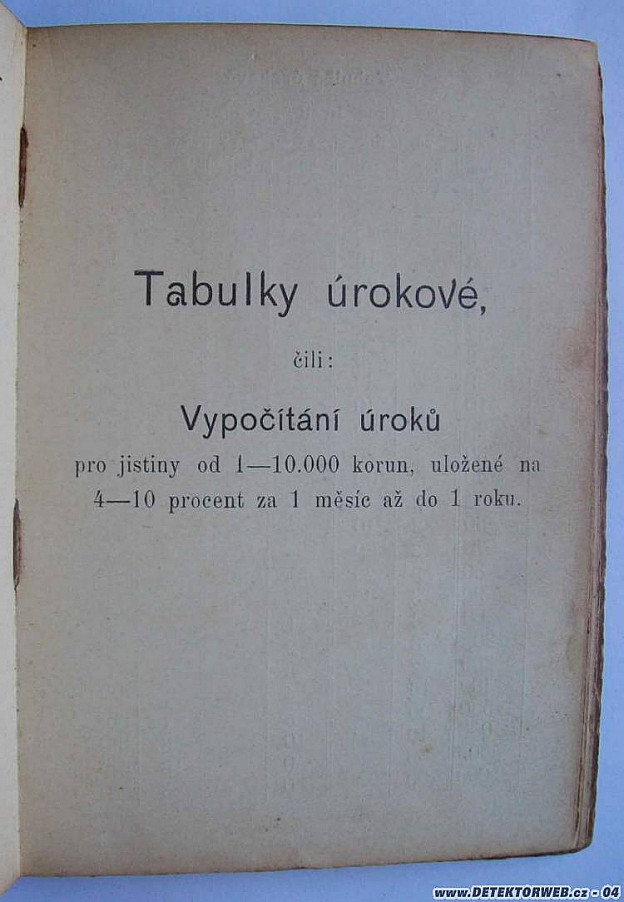 Tabulky úrokové,
čili:
Vypočítání úroků
pro jistiny od 1—10.000 korun, uložené na
4—10 procent za 1 měsíc až do 1 roku.
www.DETEKTORWEB.cz - 04